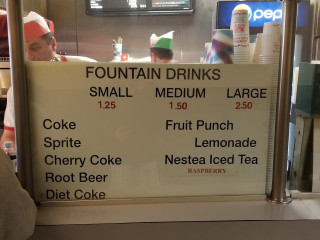 pepsi
FOUNTAIN DRINKS
SMALL MEDIUM LARGE
1.25 1.50 2.50
Coke Fruit Punch
Sprite Lemonade
Cherry Coke Nestea Iced Tea
RASPBERRY
Root Beer
Diet Coke